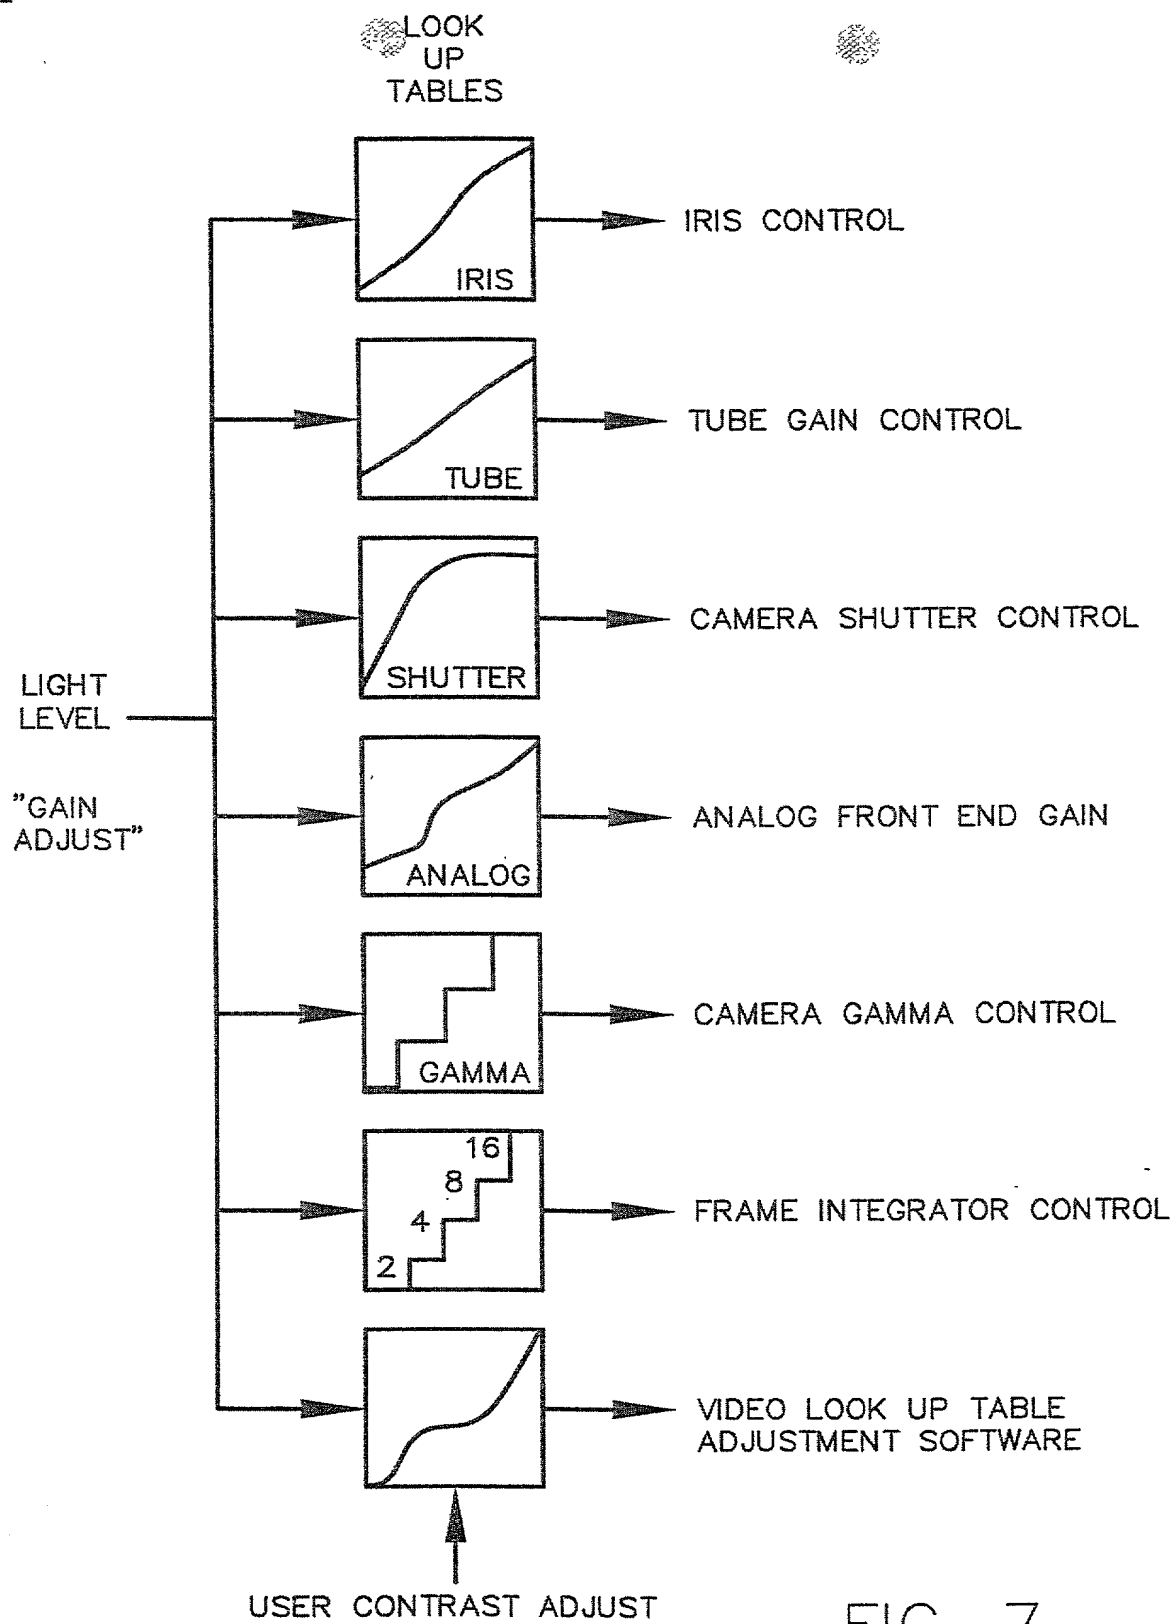 LOOK
UP
TABLES
IRIS
IRIS CONTROL
TUBE
TUBE GAIN CONTROL
SHUTTER
CAMERA SHUTTER CONTROL
LIGHT
LEVEL
"GAIN
ADJUST"
ANALOG
ANALOG FRONT END GAIN
GAMMA
CAMERA GAMMA CONTROL
16
8
4
2
FRAME INTEGRATOR CONTROL
VIDEO LOOK UP TABLE
ADJUSTMENT SOFTWARE
USER CONTRAST ADJUST
FIG. 7